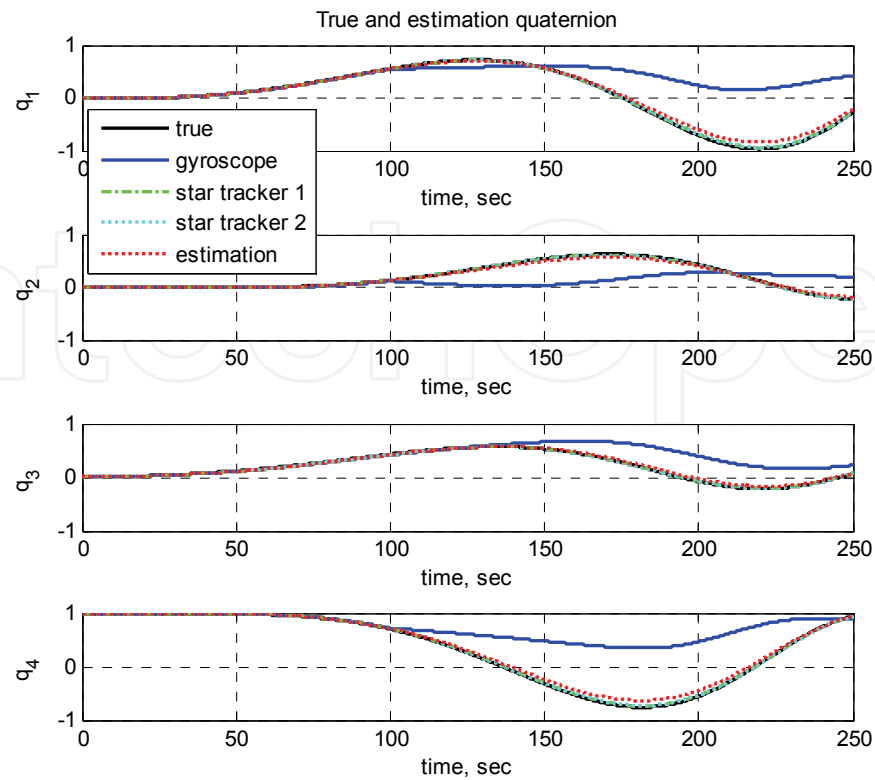 True and estimation quaternion
1
0
-1
q1
0 50 100 150 200 250
time, sec
true
gyroscope
star tracker 1
star tracker 2
estimation
1
0
-1
q2
0 50 100 150 200 250
time, sec
1
0
-1
q3
0 50 100 150 200 250
time, sec
1
0
-1
q4
0 50 100 150 200 250
time, sec